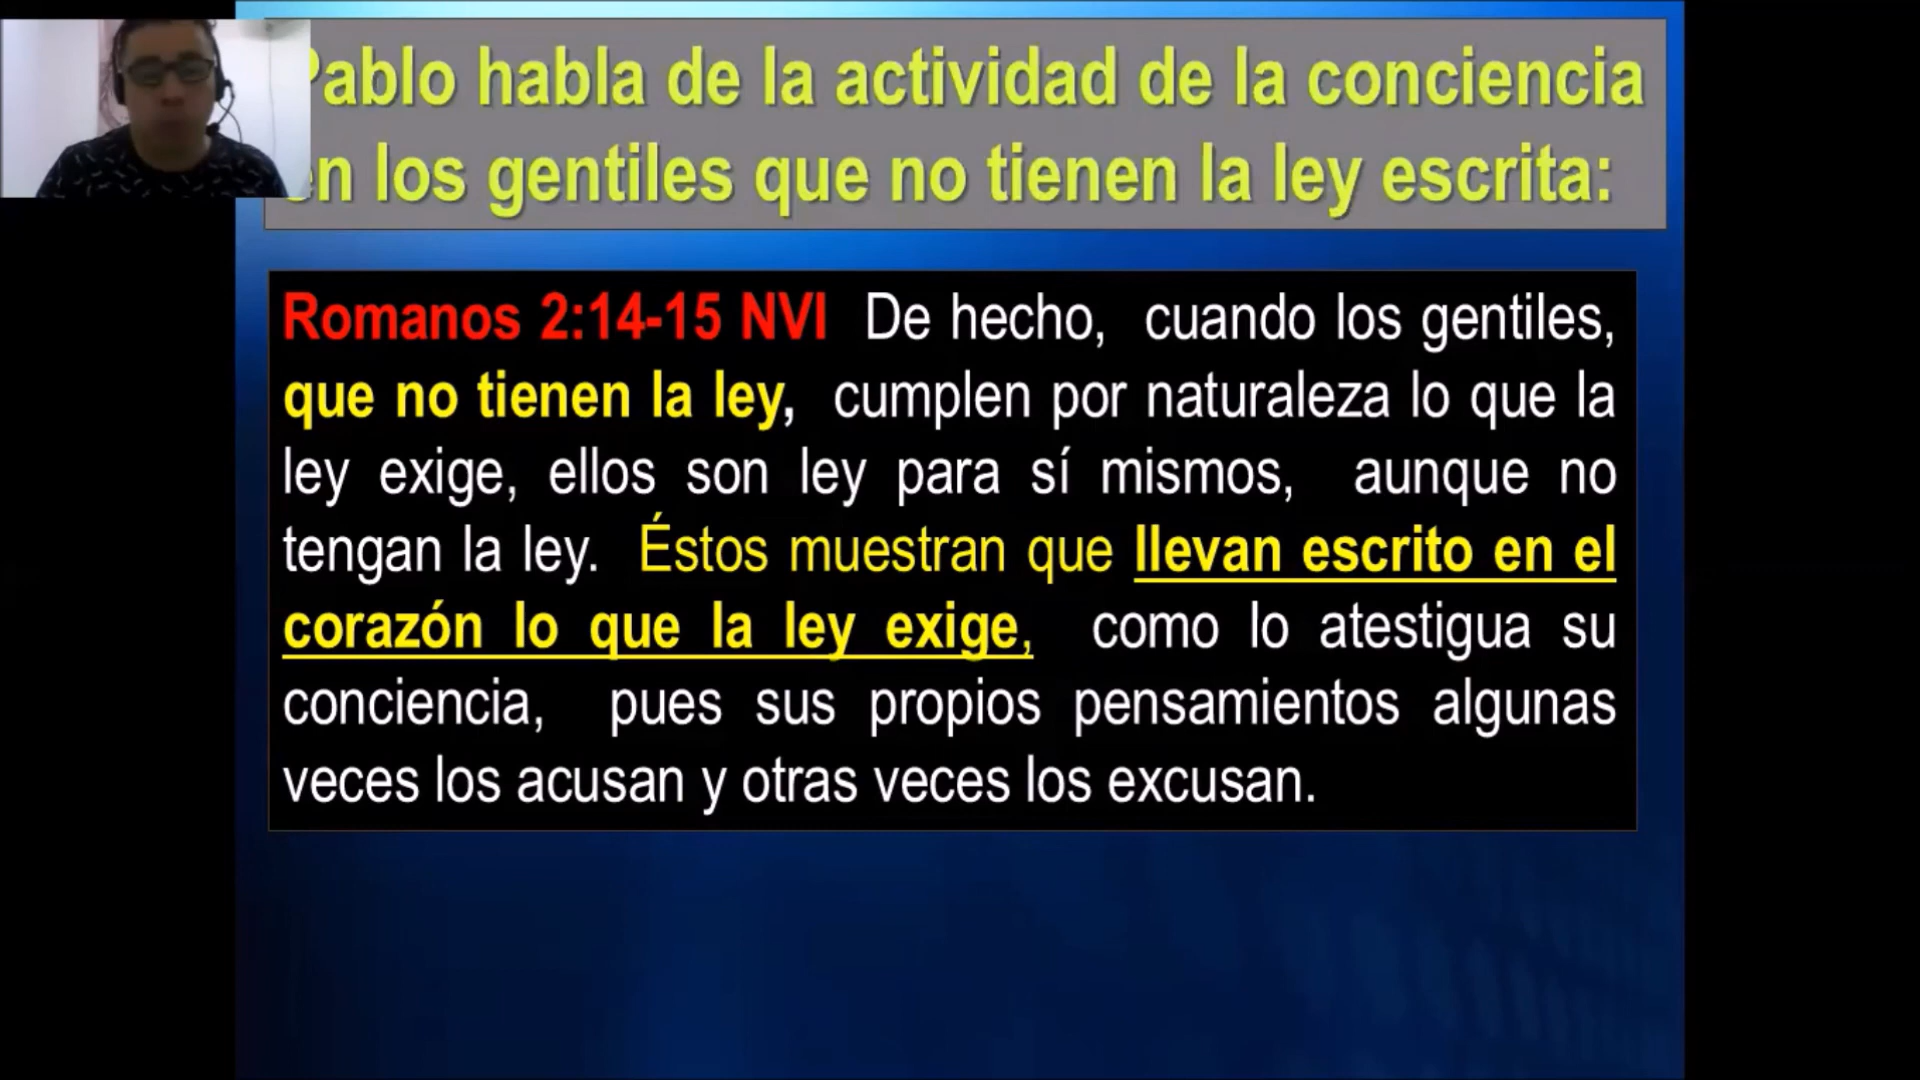 Pablo habla de la actividad de la conciencia
en los gentiles que no tienen la ley escrita:
Romanos 2:14-15 NVI De hecho, cuando los gentiles,
que no tienen la ley, cumplen por naturaleza lo que la
ley exige, ellos son ley para sí mismos, aunque no
tengan la ley. Éstos muestran que llevan escrito en el
corazón lo que la ley exige, como lo atestigua su
conciencia, pues sus propios pensamientos algunas
veces los acusan y otras veces los excusan.